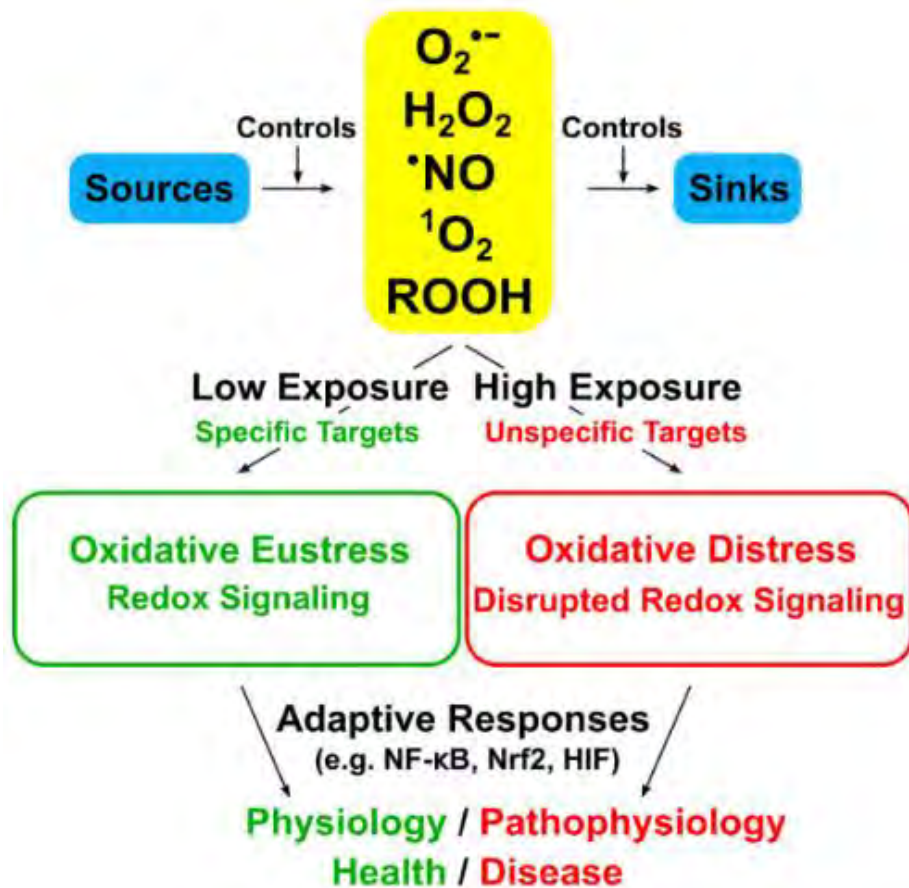 O₂•−
H₂O₂
Controls
Controls
•NO
Sources
Sinks
¹O₂
ROOH
Low Exposure
High Exposure
Specific Targets
Unspecific Targets
Oxidative Eustress
Redox Signaling
Oxidative Distress
Disrupted Redox Signaling
Adaptive Responses
(e.g. NF-κB, Nrf2, HIF)
Physiology / Pathophysiology
Health / Disease